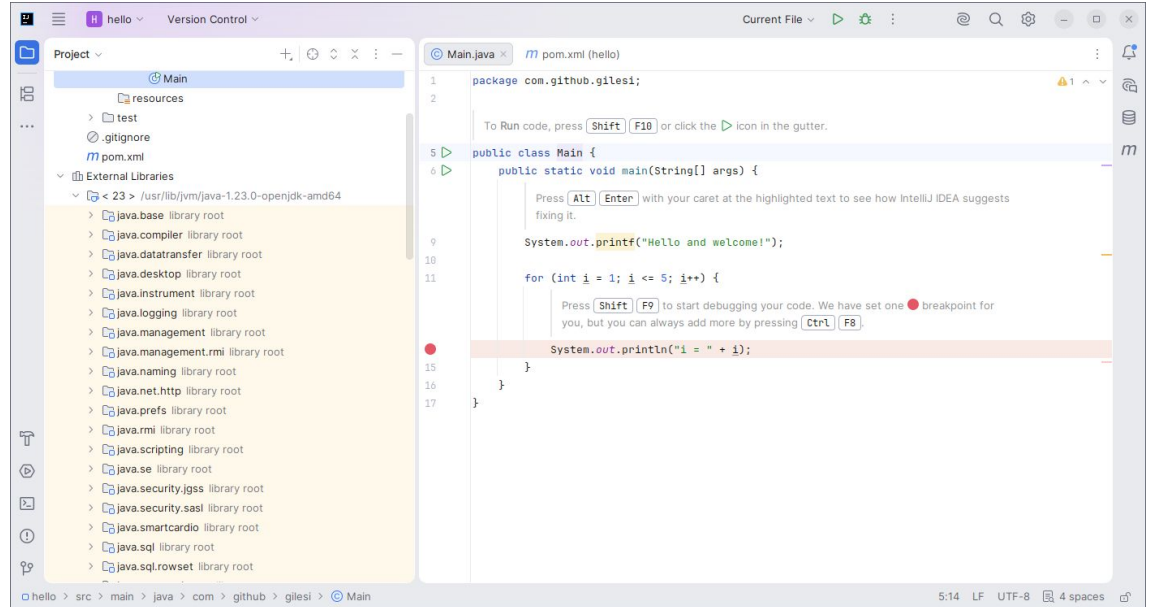 H hello Version Control Current File
Project
Main
resources
test
.gitignore
m pom.xml
External Libraries
< 23 > /usr/lib/jvm/java-1.23.0-openjdk-amd64
java.base library root
java.compiler library root
java.datatransfer library root
java.desktop library root
java.instrument library root
java.logging library root
java.management library root
java.management.rmi library root
java.naming library root
java.net.http library root
java.prefs library root
java.rmi library root
java.scripting library root
java.se library root
java.security.jgss library root
java.security.sasl library root
java.smartcardio library root
java.sql library root
java.sql.rowset library root
Main.java × m pom.xml (hello)
1 package com.github.gilesi; 1
2
To Run code, press Shift F10 or click the icon in the gutter.
5 public class Main {
6 public static void main(String[] args) {
Press Alt Enter with your caret at the highlighted text to see how IntelliJ IDEA suggests
fixing it.
9 System.out.printf("Hello and welcome!");
10
11 for (int i = 1; i <= 5; i++) {
Press Shift F9 to start debugging your code. We have set one breakpoint for
you, but you can always add more by pressing Ctrl F8.
System.out.println("i = " + i);
15 }
16 }
17 }
m
hello > src > main > java > com > github > gilesi > Main 5:14 LF UTF-8 4 spaces